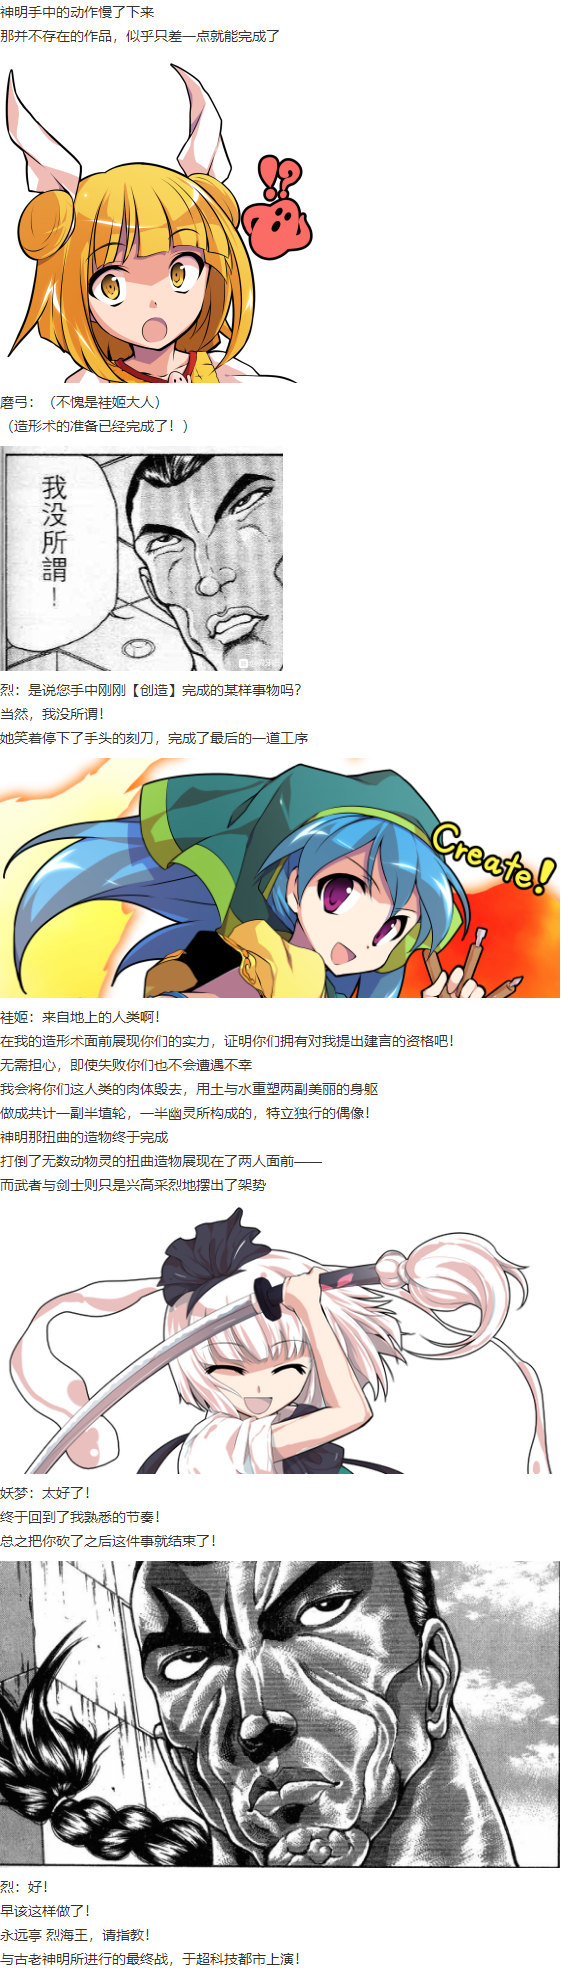 神明手中的动作慢了下来
那并不存在的作品，似乎只差一点就能完成了
!?
磨弓：（不愧是袿姬大人）
（造形术的准备已经完成了！）
我没所謂！
烈：是说您手中刚刚【创造】完成的某样事物吗？
当然，我没所谓！
她笑着停下了手头的刻刀，完成了最后的一道工序
Create!
袿姬：来自地上的人类啊！
在我的造形术面前展现你们的实力，证明你们拥有对我提出建言的资格吧！
无需担心，即使失败你们也不会遭遇不幸
我会将你们这人类的肉体毁去，用土与水重塑两副美丽的身躯
做成共计一副半埴轮，一半幽灵所构成的，特立独行的偶像！
神明那扭曲的造物终于完成
打倒了无数动物灵的扭曲造物展现在了两人面前——
而武者与剑士则只是兴高采烈地摆出了架势
妖梦：太好了！
终于回到了我熟悉的节奏！
总之把你砍了之后这件事就结束了！
烈：好！
早该这样做了！
永远亭 烈海王，请指教！
与古老神明所进行的最终战，于超科技都市上演！